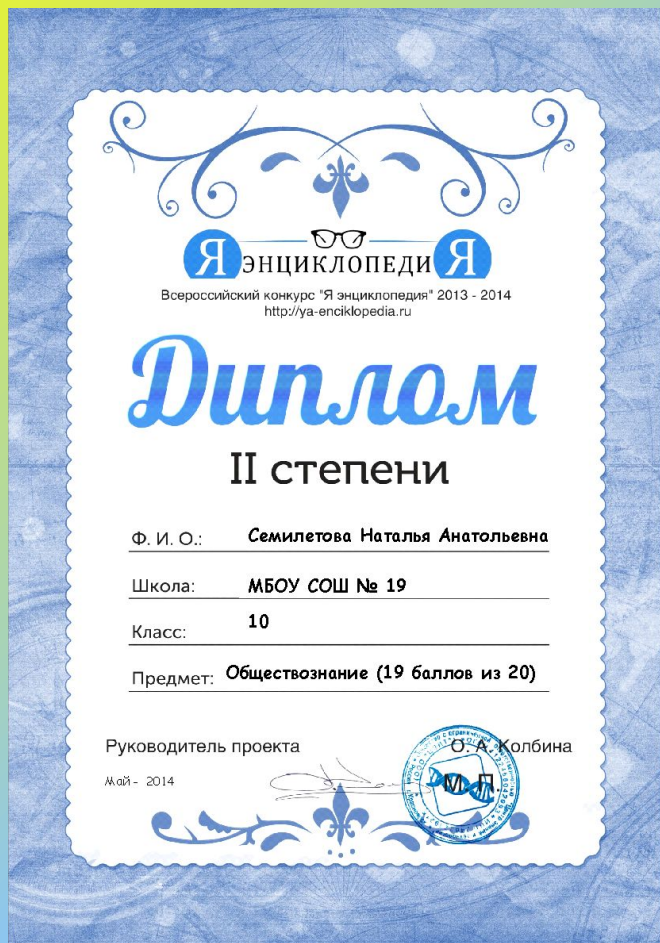 Я ЭНЦИКЛОПЕДИ Я
Всероссийский конкурс "Я энциклопедия" 2013 - 2014
http://ya-enciklopedia.ru
Диплом
II степени
Ф. И. О.: Семилетова Наталья Анатольевна
Школа: МБОУ СОШ № 19
Класс: 10
Предмет: Обществознание (19 баллов из 20)
Руководитель проекта О. А. Колбина
Май - 2014 М. П.